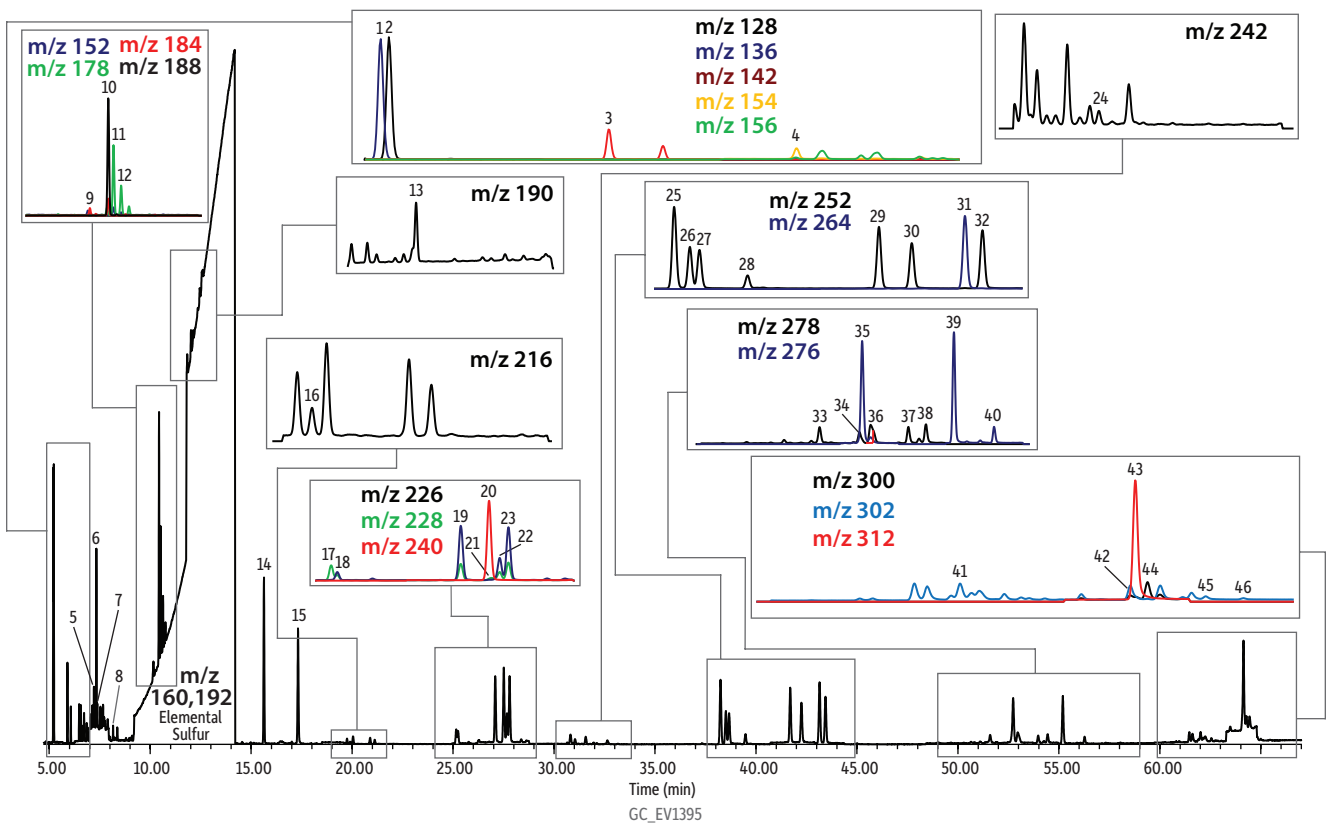 m/z 152 m/z 184
m/z 178 m/z 188
10
11
12
9
1 2
m/z 128
m/z 136
m/z 142
m/z 154
m/z 156
3
4
m/z 242
24
13
m/z 190
25
m/z 252
m/z 264
26 27
28
29
30
31
32
m/z 216
16
m/z 278
m/z 276
33
34
35
36
37 38
39
40
m/z 226
m/z 228
m/z 240
17
18
19
20
21
22
23
m/z 300
m/z 302
m/z 312
41
42
43
44
45
46
5
6
7
8
m/z
160,192
Elemental
Sulfur
14
15
5.00 10.00 15.00 20.00 25.00 30.00 35.00 40.00 45.00 50.00 55.00 60.00
Time (min)
GC_EV1395